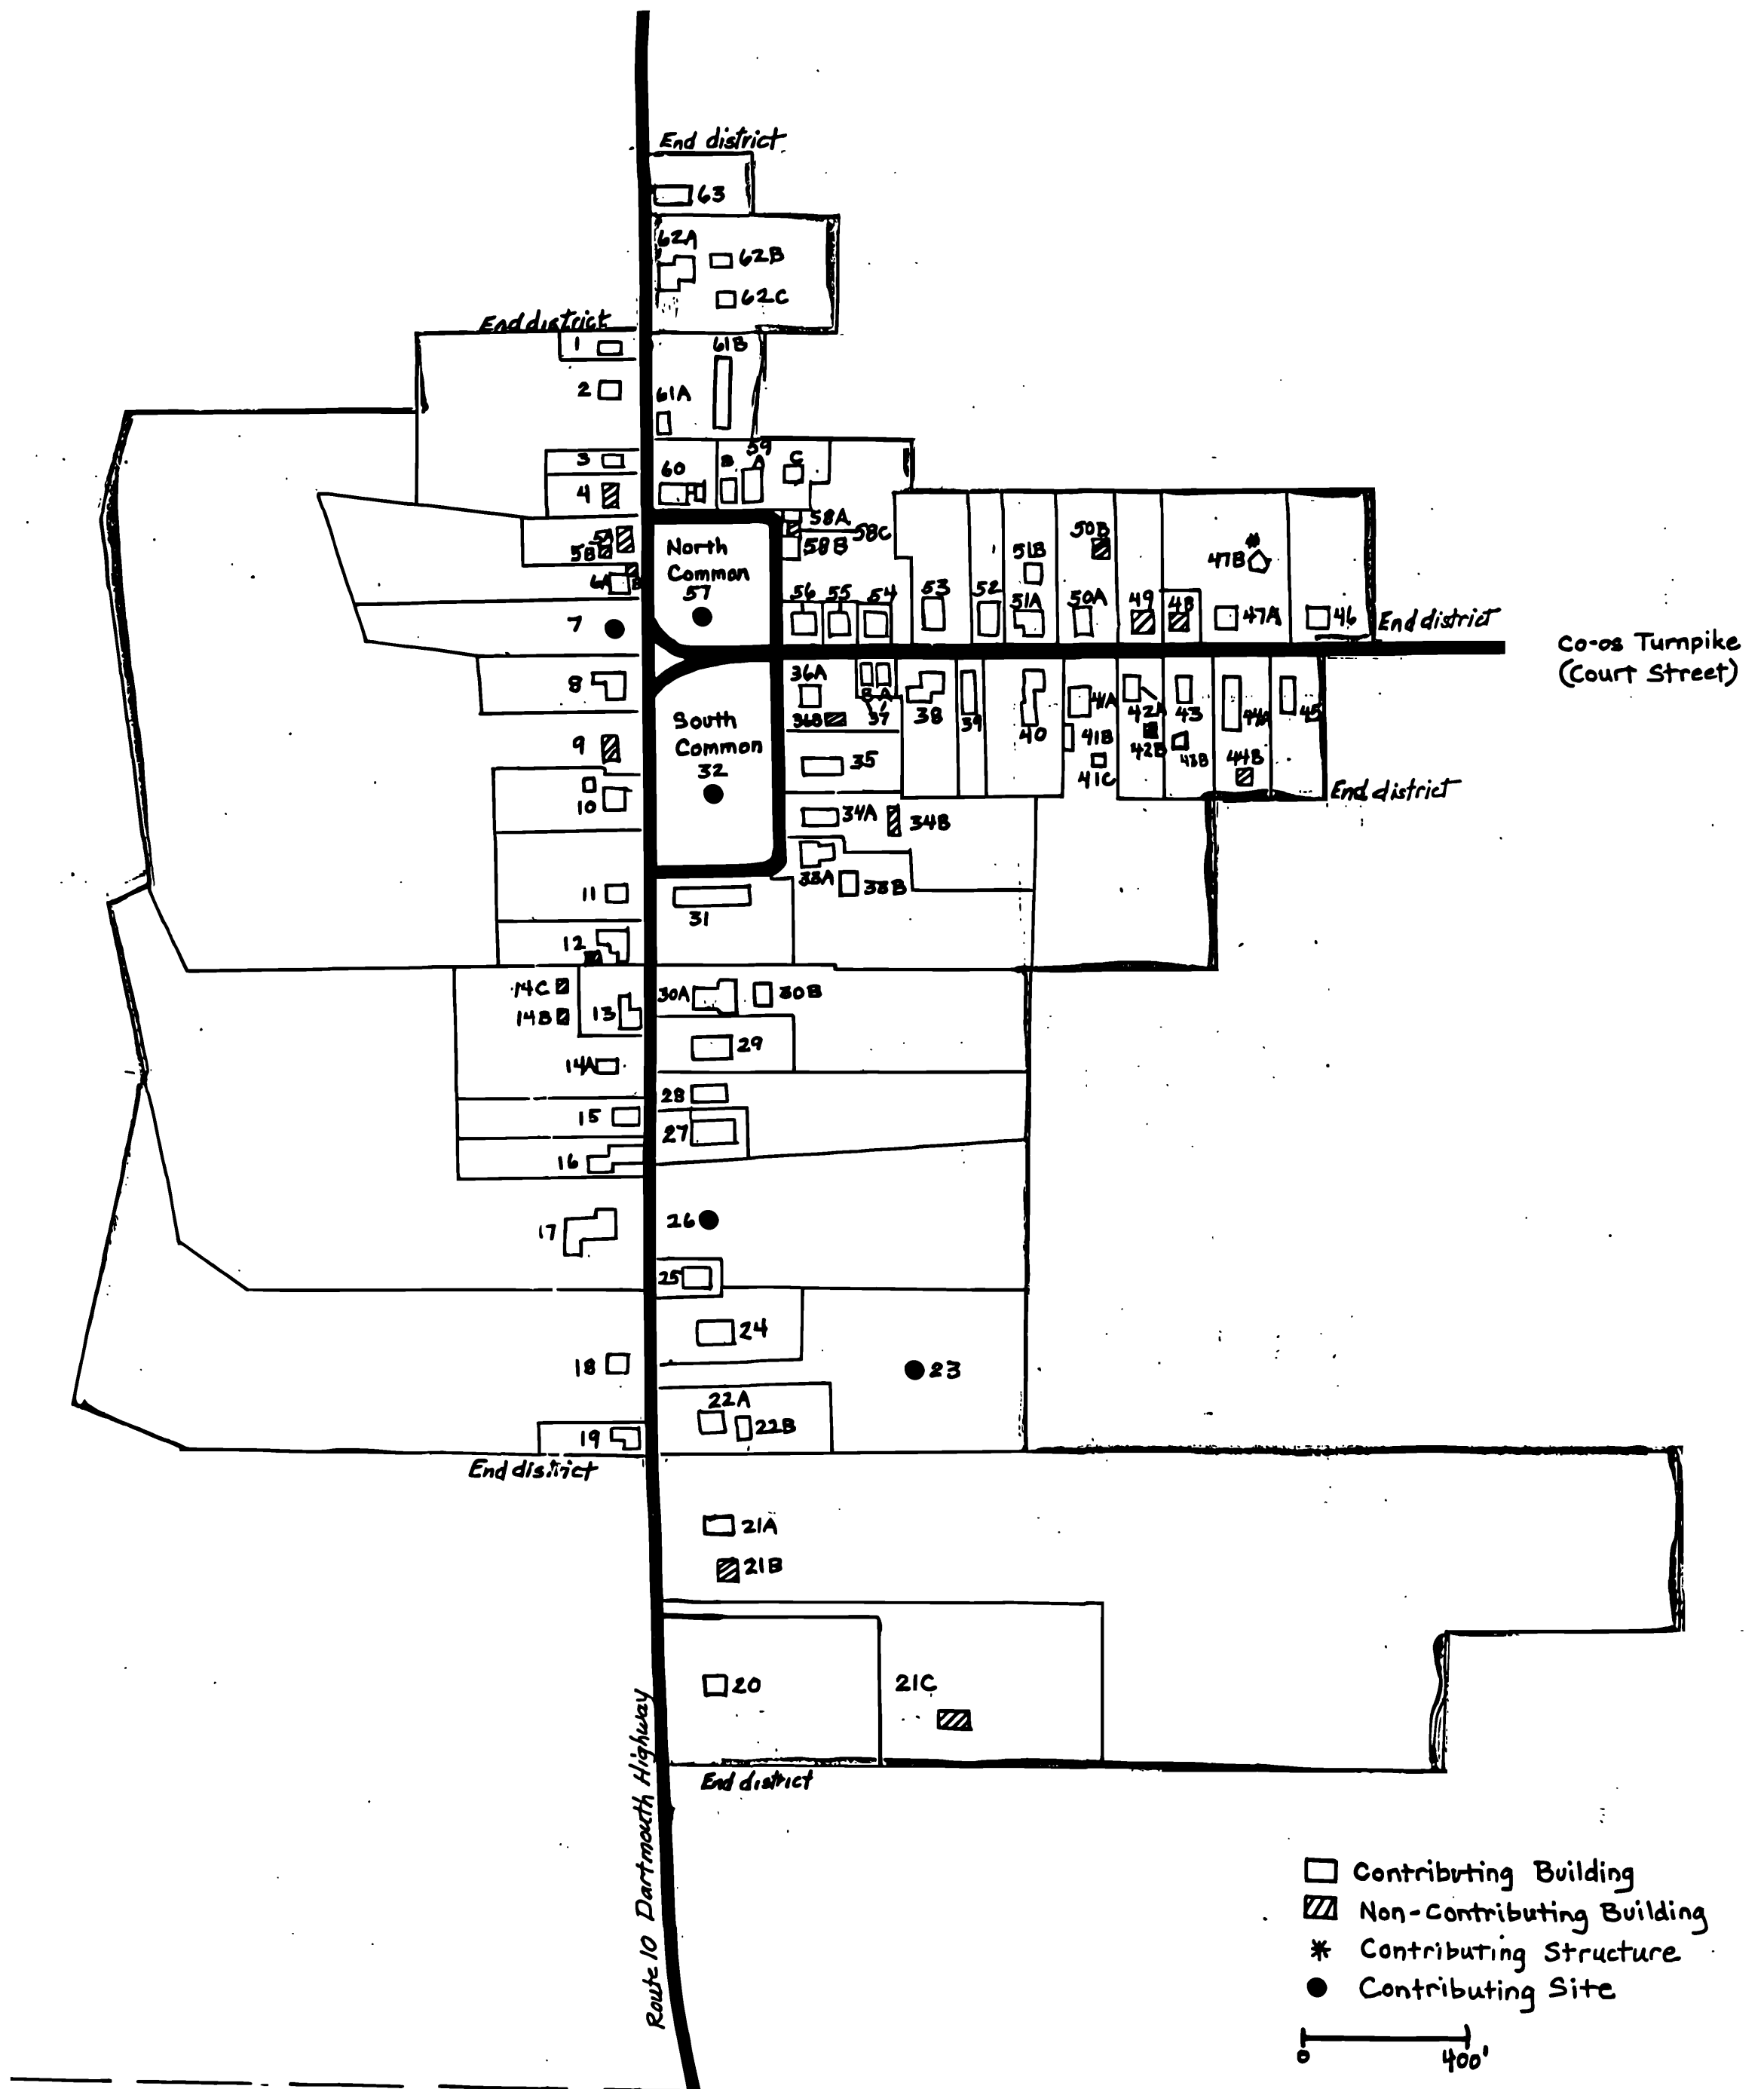 End district
63
62A
62B
62C
End district
1
61B
2
61A
59
3
60
B
A
C
4
58A
58C
5A
5B
58B
North
Common
57
50B
51B
47B
6A
B
56
55
54
53
52
51A
50A
49
48
47A
46
End district
7
Co-os Turnpike
(Court Street)
8
36A
B
A
37
38
39
40
41A
42A
43
44A
45
36B
41B
42B
43B
44B
41C
South
Common
32
9
35
End district
10
34A
34B
33A
33B
11
31
12
14C
14B
13
30A
30B
29
14A
28
15
27
16
17
26
25
24
18
23
22A
22B
19
End district
21A
21B
20
21C
End district
Route 10 Dartmouth Highway
Contributing Building
Non-Contributing Building
Contributing Structure
Contributing Site
0
400'